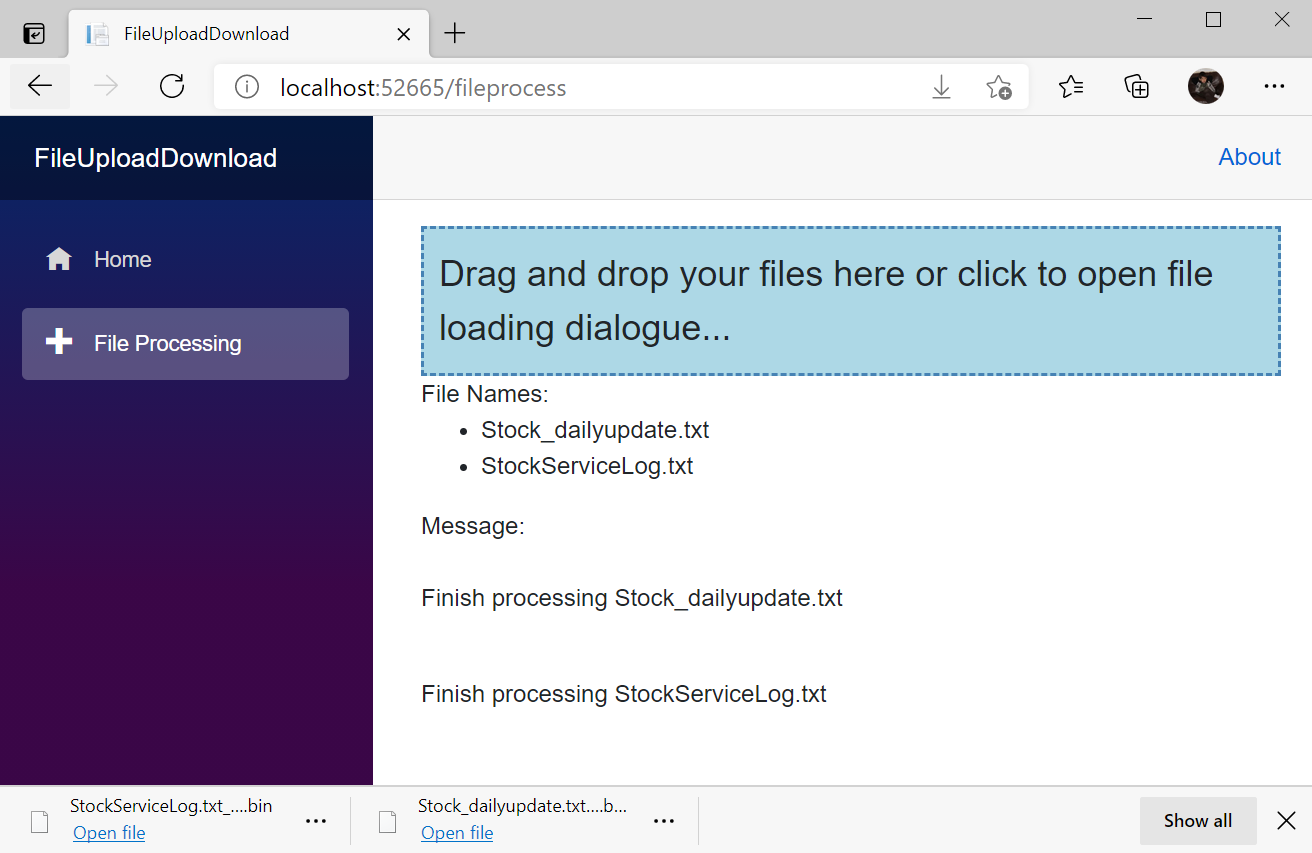 FileUploadDownload
localhost:52665/fileprocess
FileUploadDownload
About
Home
File Processing
Drag and drop your files here or click to open file
loading dialogue...
File Names:
Stock_dailyupdate.txt
StockServiceLog.txt
Message:
Finish processing Stock_dailyupdate.txt
Finish processing StockServiceLog.txt
StockServiceLog.txt_....bin
Open file
Stock_dailyupdate.txt....b...
Open file
Show all